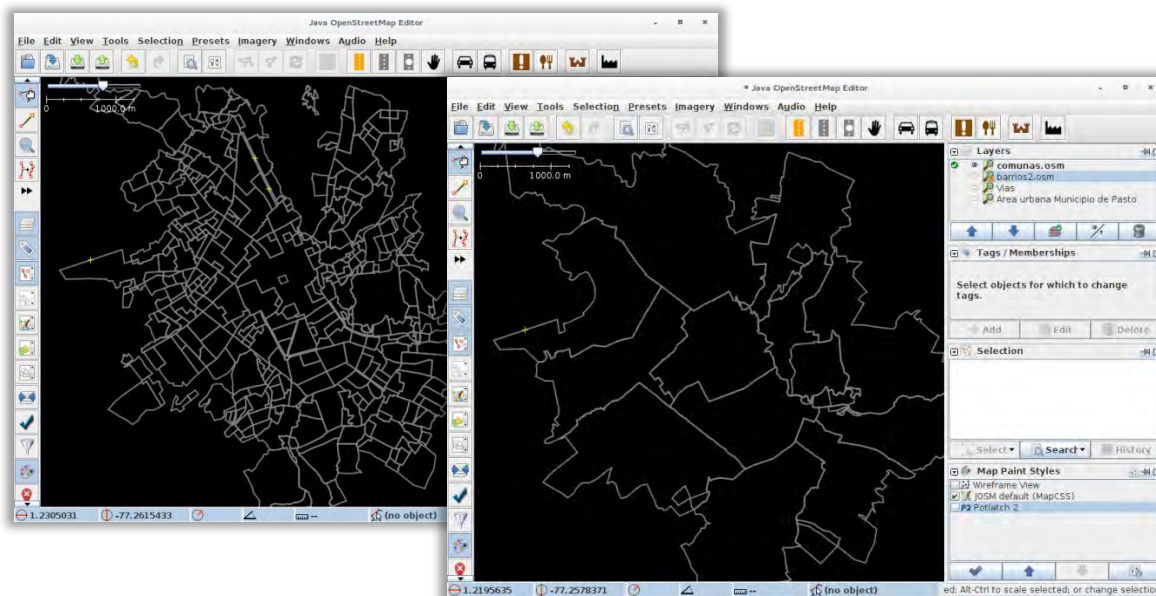 Java OpenStreetMap Editor
File Edit View Tools Selection Presets Imagery Windows Audio Help
0 1000.0 m
1.2305031 -77.2615433 -- (no object)
* Java OpenStreetMap Editor
File Edit View Tools Selection Presets Imagery Windows Audio Help
0 1000.0 m
Layers
comunas.osm
barrios2.osm
Vias
Area urbana Municipio de Pasto
Tags / Memberships
Select objects for which to change
tags.
Add Edit Delete
Selection
Select Search History
Map Paint Styles
Wireframe View
JOSM default (MapCSS)
P2 Potlatch 2
1.2195635 -77.2578371 -- (no object) ed; Alt-Ctrl to scale selected; or change selection